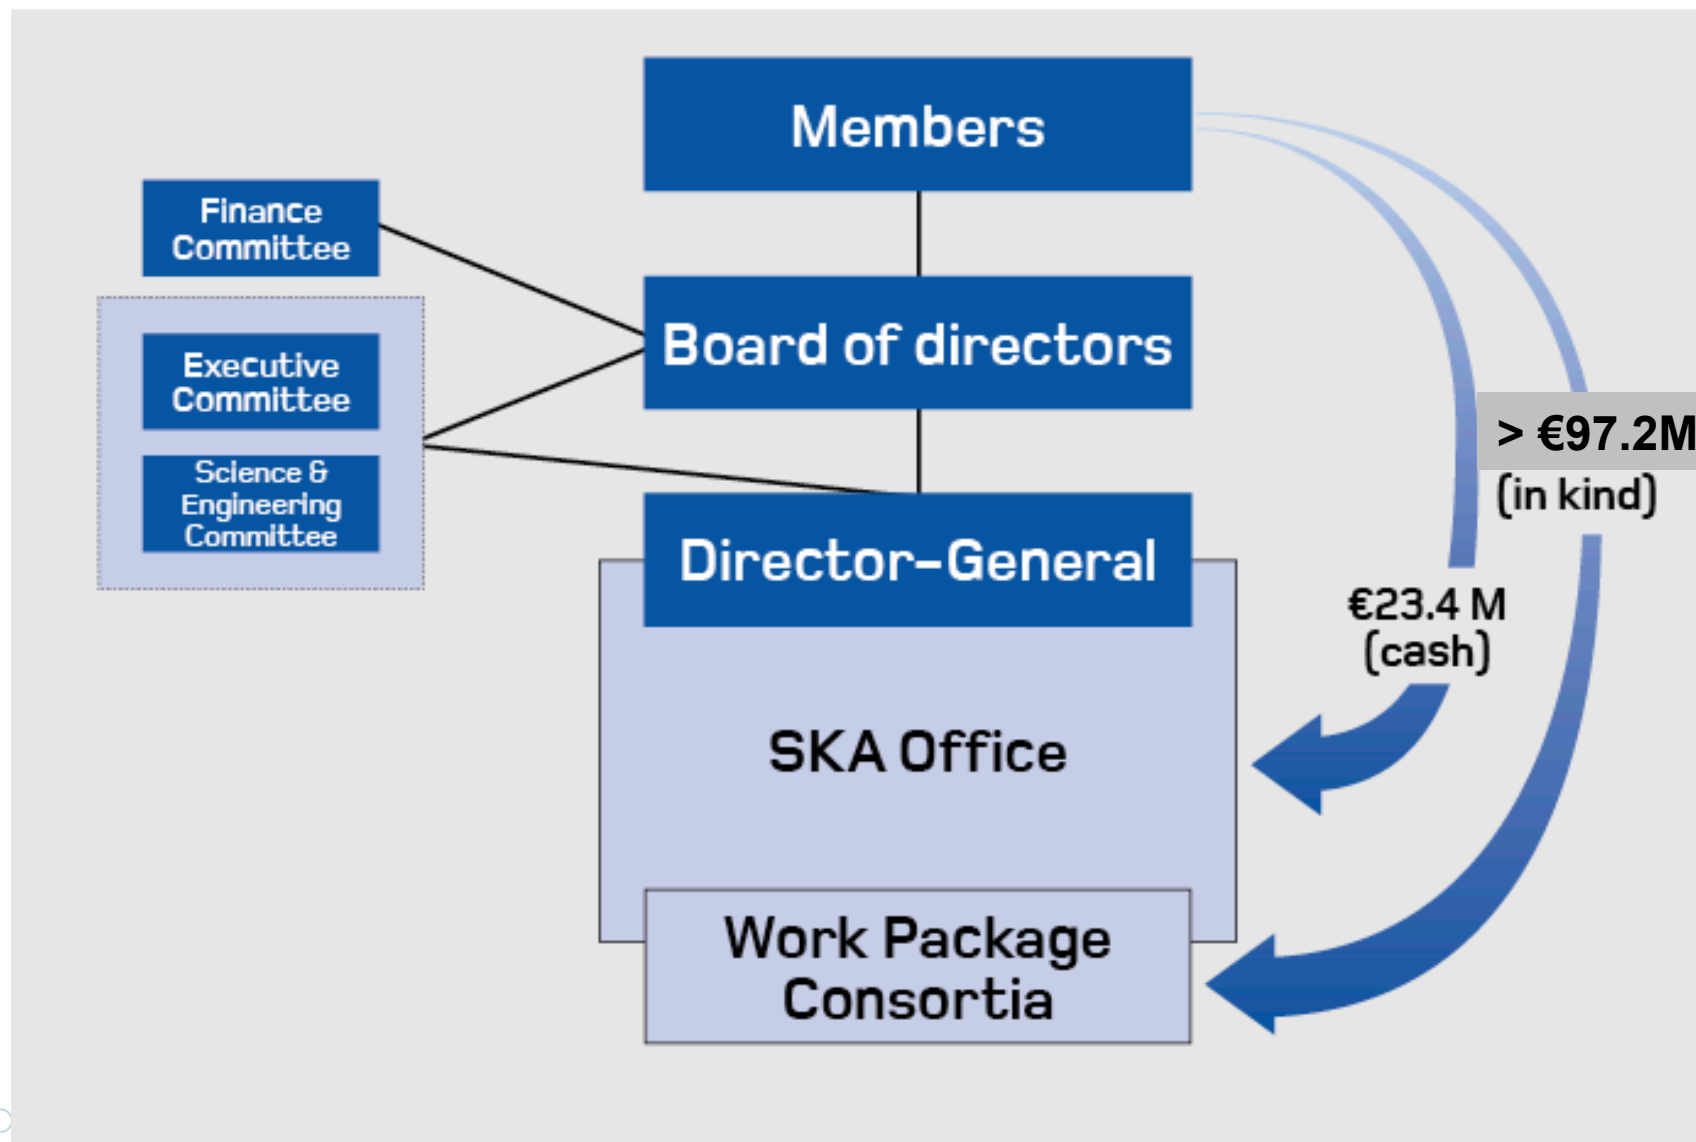 Members
Finance
Committee
Board of directors
Executive
Committee
Science &
Engineering
Committee
> €97.2M
(in kind)
Director-General
€23.4 M
(cash)
SKA Office
Work Package
Consortia